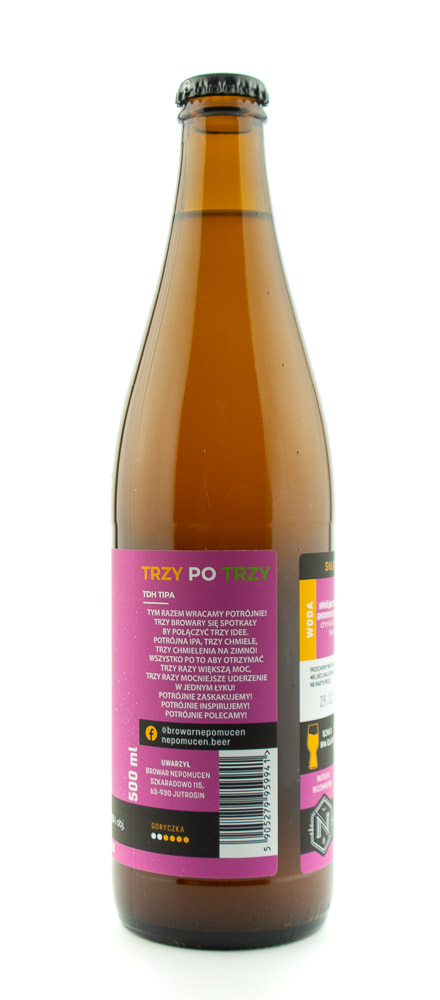 TRZY PO TRZY
TDH TIPA
TYM RAZEM WRACAMY POTRÓJNIE!
TRZY BROWARY SIĘ SPOTKAŁY
BY POŁĄCZYĆ TRZY IDEE.
POTRÓJNA IPA, TRZY CHMIELE,
TRZY CHMIELENIA NA ZIMNO!
WSZYSTKO PO TO ABY OTRZYMAĆ
TRZY RAZY WIĘKSZĄ MOC,
TRZY RAZY MOCNIEJSZE UDERZENIE
W JEDNYM ŁYKU!
POTRÓJNIE ZASKAKUJEMY!
POTRÓJNIE INSPIRUJEMY!
POTRÓJNIE POLECAMY!
@browarnepomucen
nepomucen.beer
500 ml
UWARZYŁ
BROWAR NEPOMUCEN
SZKARADOWO 115,
63-930 JUTROSIN
obj.
GORYCZKA
5 905279 959941>
WODA